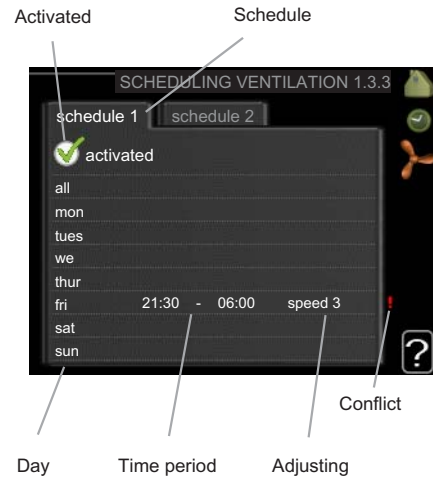 Activated Schedule
SCHEDULING VENTILATION 1.3.3
schedule 1 schedule 2
activated
all
mon
tues
we
thur
fri 21:30 - 06:00 speed 3 !
sat
sun
?
Conflict
Day Time period Adjusting